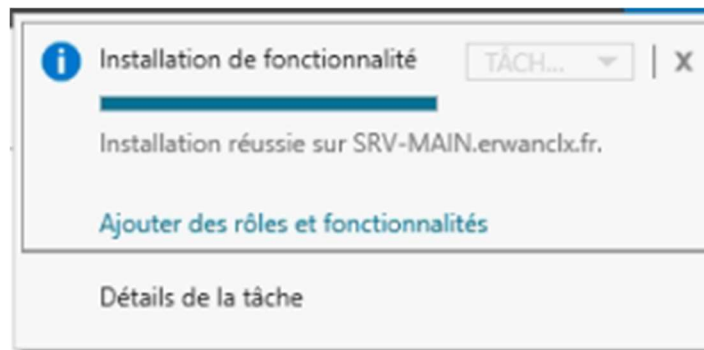 Installation de fonctionnalité
TÂCH...
X
Installation réussie sur SRV-MAIN.erwanclx.fr.
Ajouter des rôles et fonctionnalités
Détails de la tâche